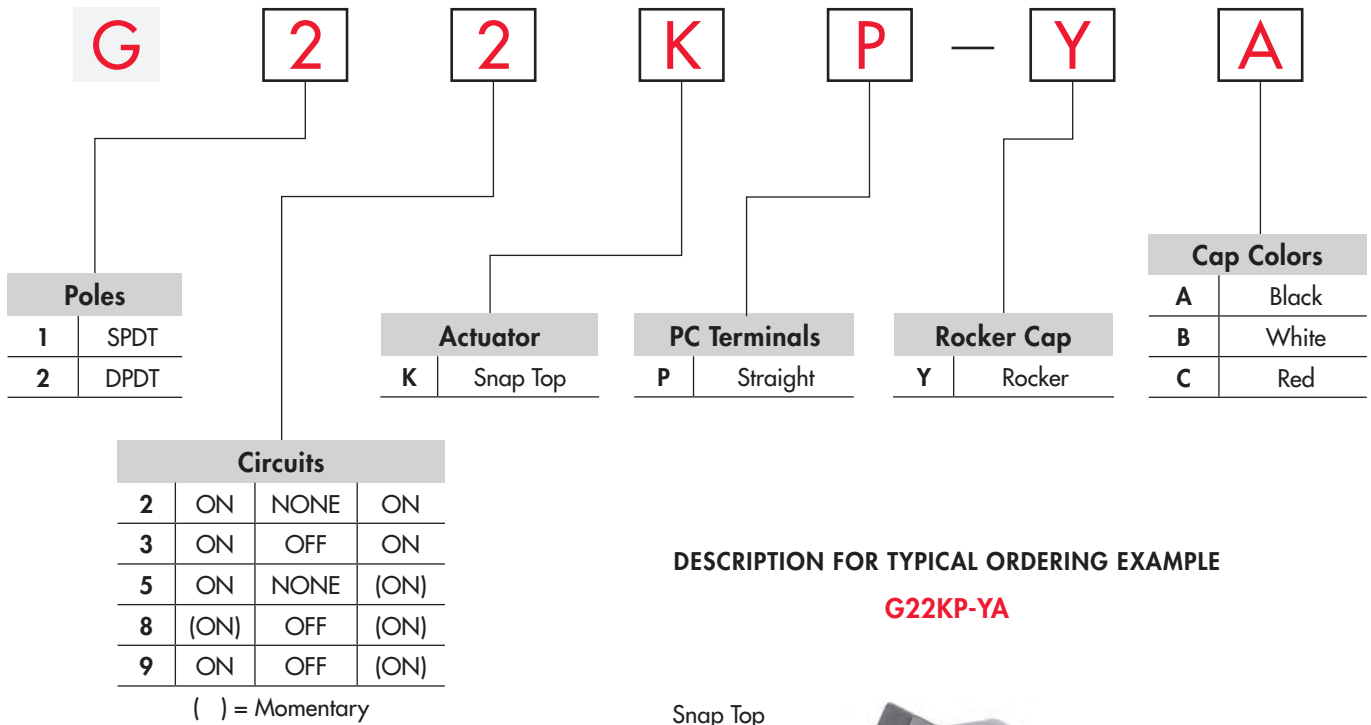 G 2 2 K P — Y A
Poles
1 SPDT
2 DPDT
Circuits
2 ON NONE ON
3 ON OFF ON
5 ON NONE (ON)
8 (ON) OFF (ON)
9 ON OFF (ON)
( ) = Momentary
Actuator
K Snap Top
PC Terminals
P Straight
Rocker Cap
Y Rocker
Cap Colors
A Black
B White
C Red
DESCRIPTION FOR TYPICAL ORDERING EXAMPLE
G22KP-YA
Snap Top